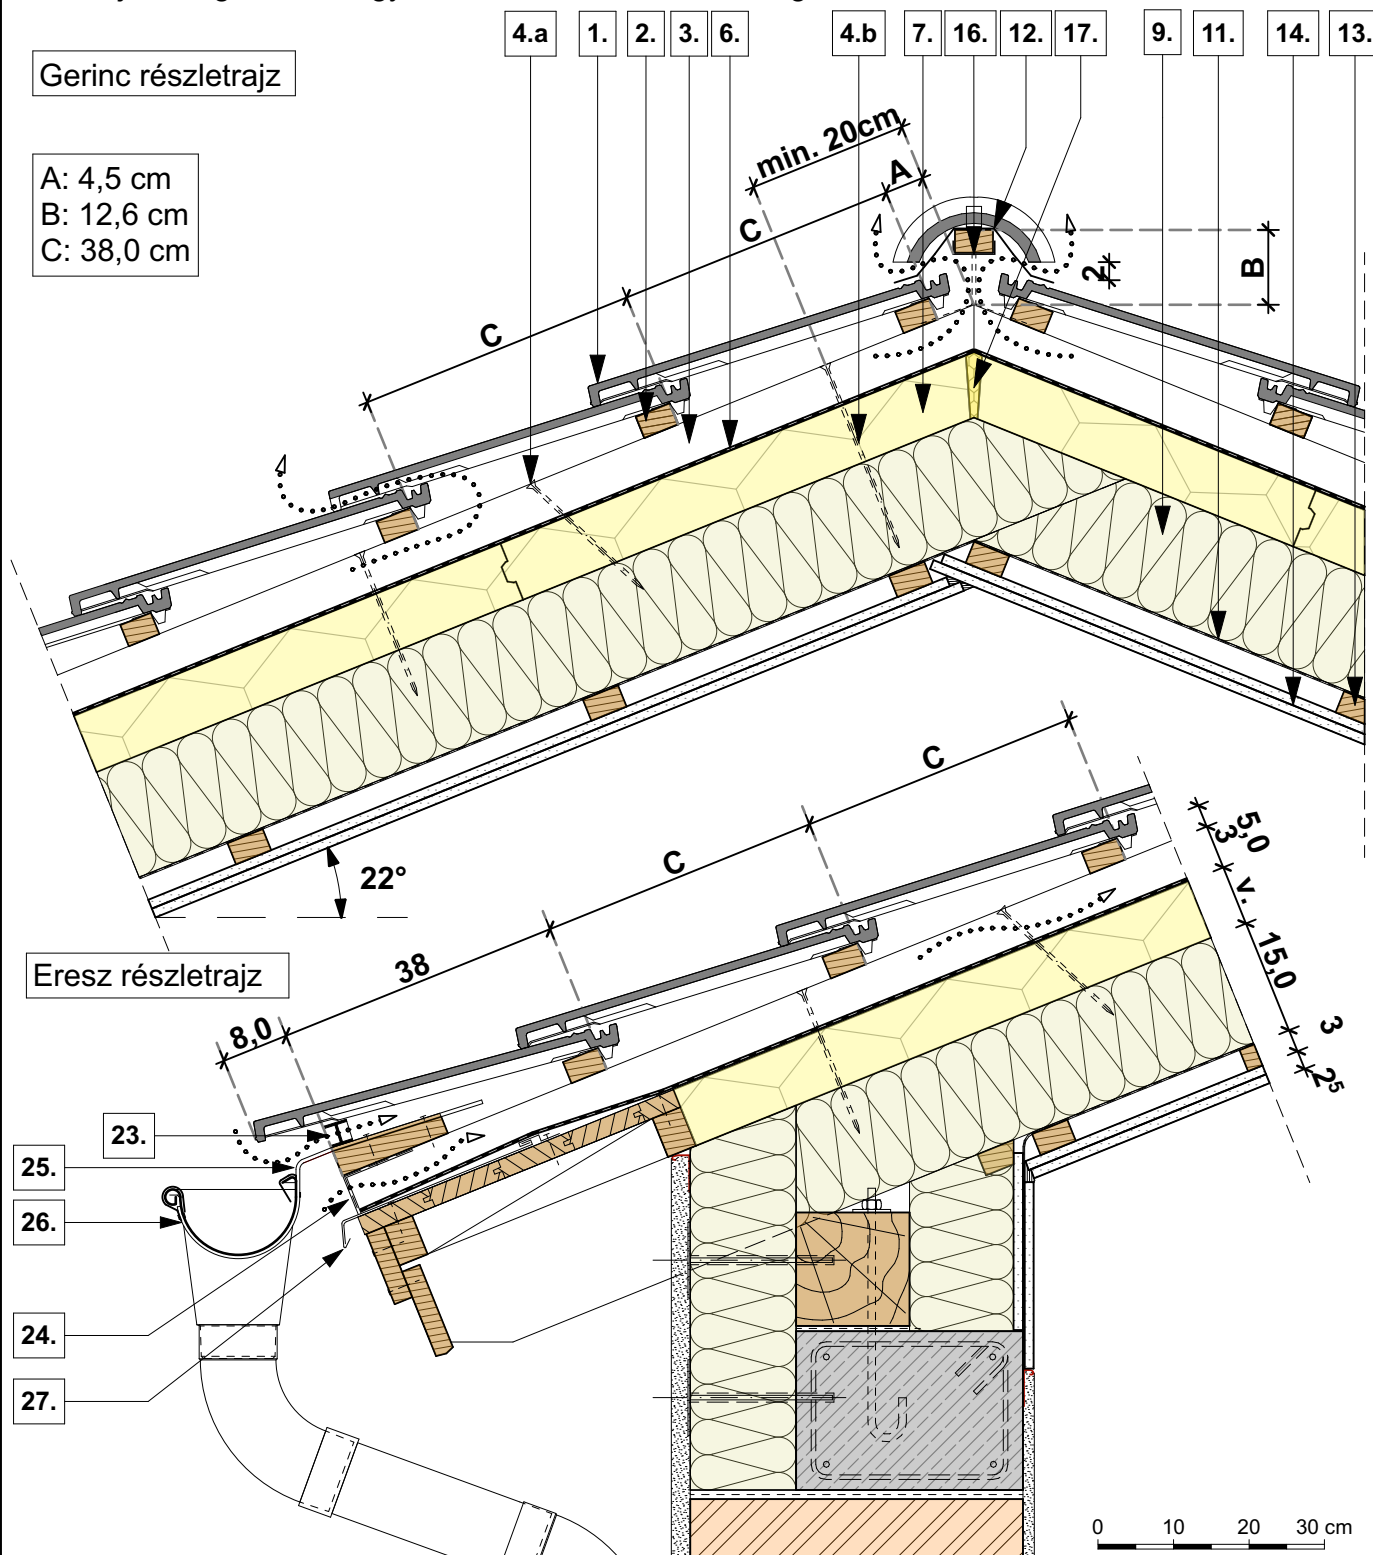 4.a 1. 2. 3. 6. 4.b 7. 16. 12. 17. 9. 11. 14. 13.
Gerinc részletrajz
A: 4,5 cm
B: 12,6 cm
C: 38,0 cm
min. 20cm
A
C
C
2
B
22°
C
C
38
8,0
5,0
3
v.
15,0
3
2⁵
Eresz részletrajz
23.
25.
26.
24.
27.
0 10 20 30 cm